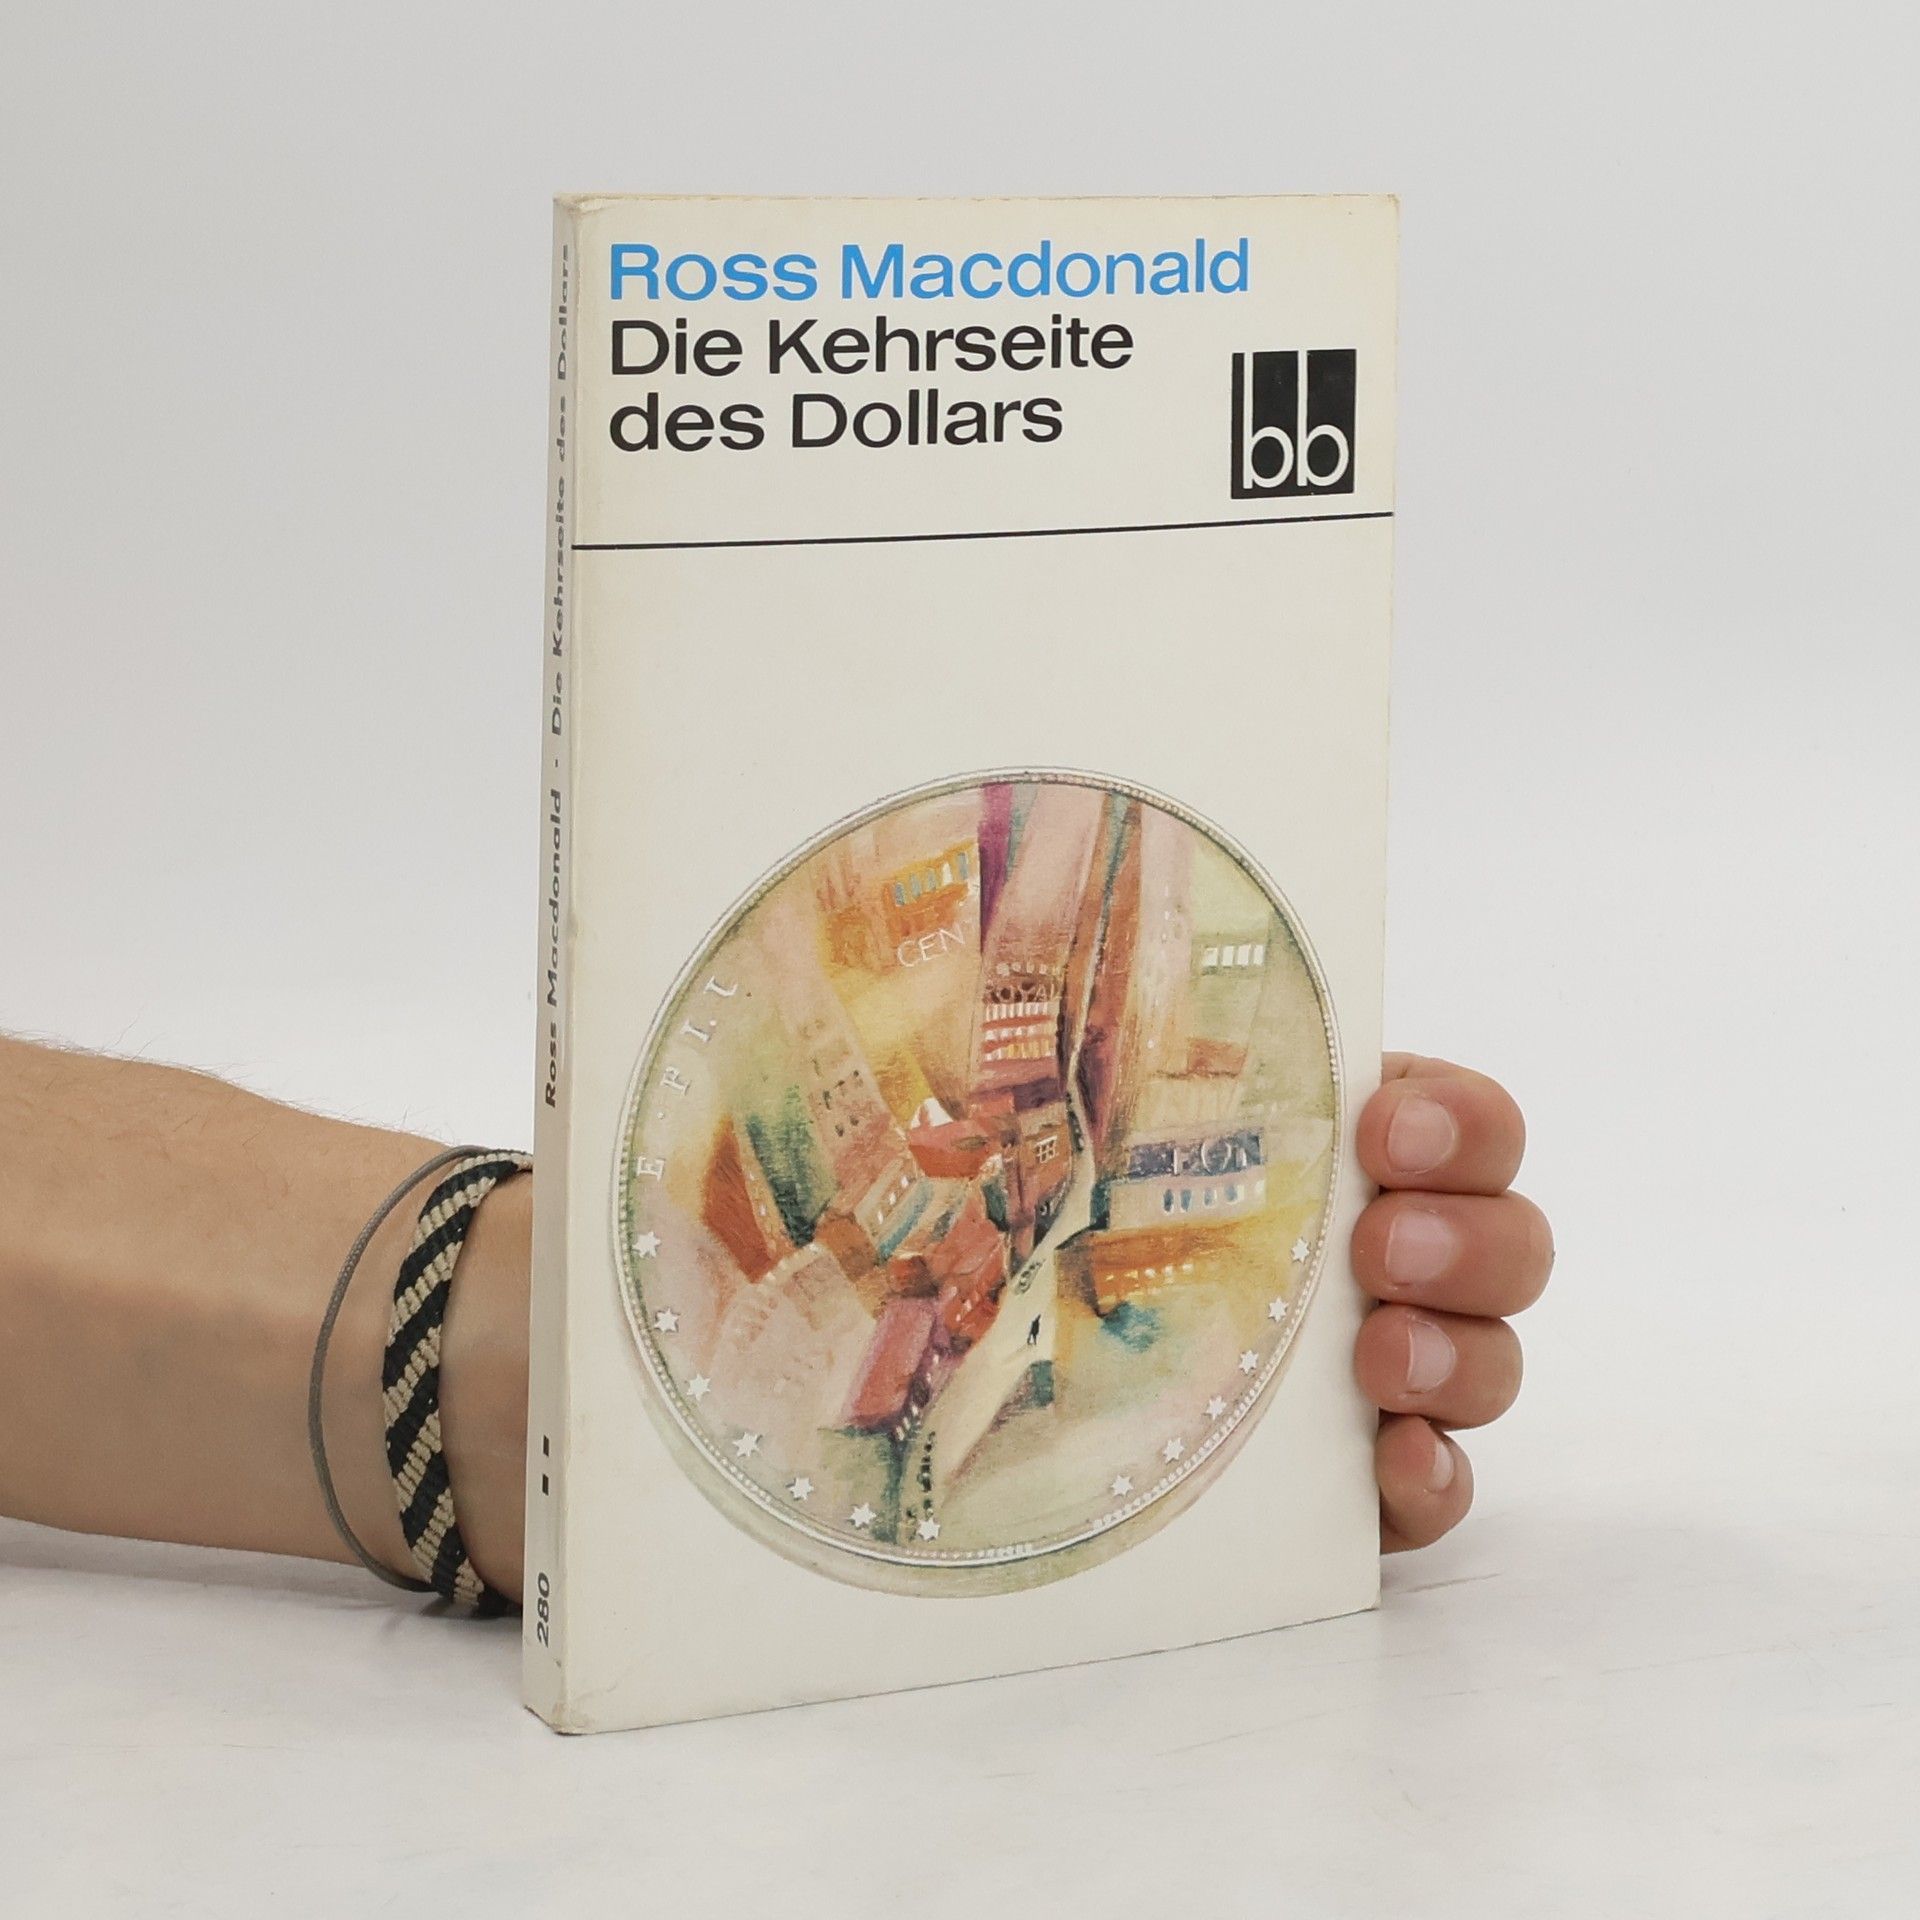 Ross Macdonald
Die Kehrseite
des Dollars
bb
Ross Macdonald - Die Kehrseite des Dollars
280
CEN
ROYAL